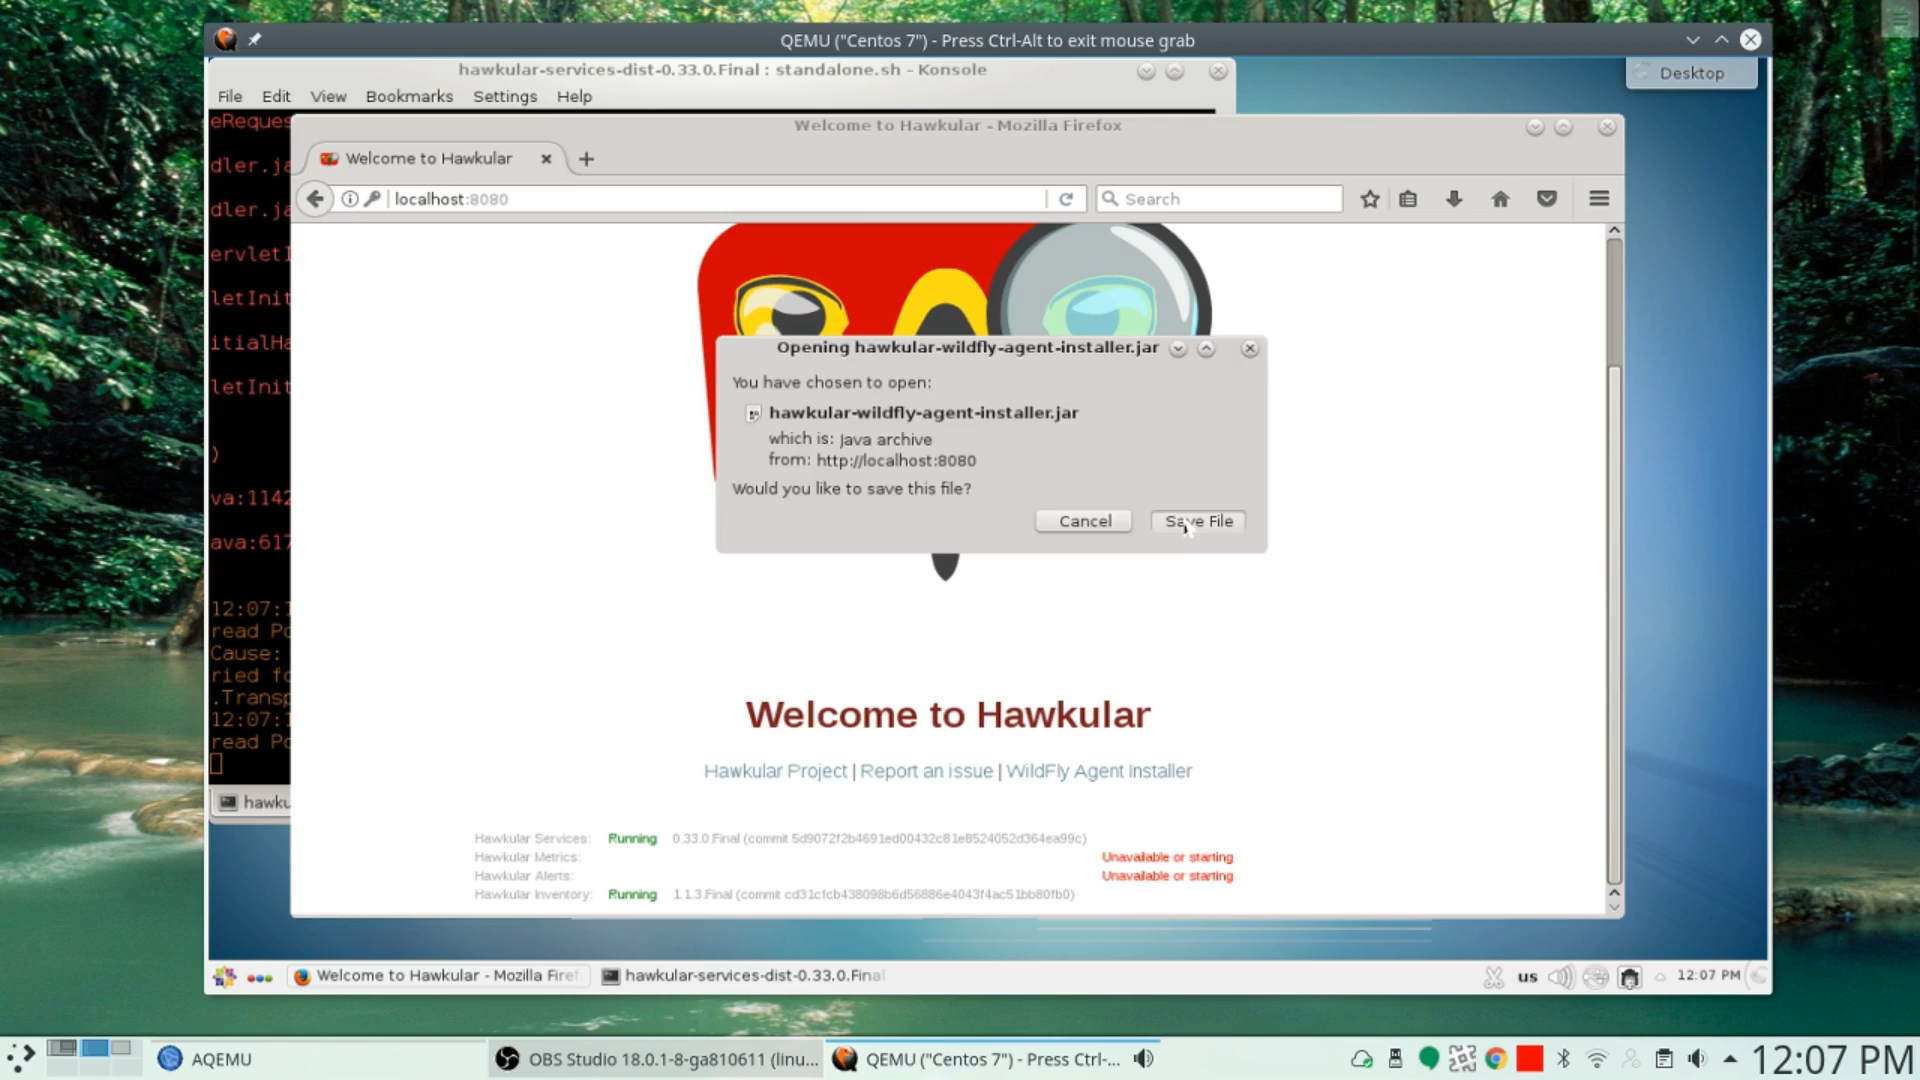 QEMU ("Centos 7") - Press Ctrl-Alt to exit mouse grab
hawkular-services-dist-0.33.0.Final : standalone.sh – Konsole
Desktop
File Edit View Bookmarks Settings Help
eReques
Welcome to Hawkular - Mozilla Firefox
dler.ja
Welcome to Hawkular
localhost:8080
Search
dler.ja
ervletI
letInit
itialHa
letInit
)
va:1142
ava:617
Opening hawkular-wildfly-agent-installer.jar
You have chosen to open:
hawkular-wildfly-agent-installer.jar
which is: Java archive
from: http://localhost:8080
Would you like to save this file?
Cancel Save File
12:07:1
read Po
Cause:
ried fo
.Transp
12:07:1
read Po
Welcome to Hawkular
Hawkular Project | Report an issue | WildFly Agent Installer
hawku
Hawkular Services: Running 0.33.0.Final (commit 5d9072f2b4691ed00432c81e8524052d364ea99c)
Hawkular Metrics: Unavailable or starting
Hawkular Alerts: Unavailable or starting
Hawkular Inventory: Running 1.1.3.Final (commit cd31cfcb438098b6d56886e4043f4ac51bb80fb0)
Welcome to Hawkular - Mozilla Firef
hawkular-services-dist-0.33.0.Final
us
12:07 PM
AQEMU
OBS Studio 18.0.1-8-ga810611 (linu...
QEMU ("Centos 7") - Press Ctrl-...
12:07 PM